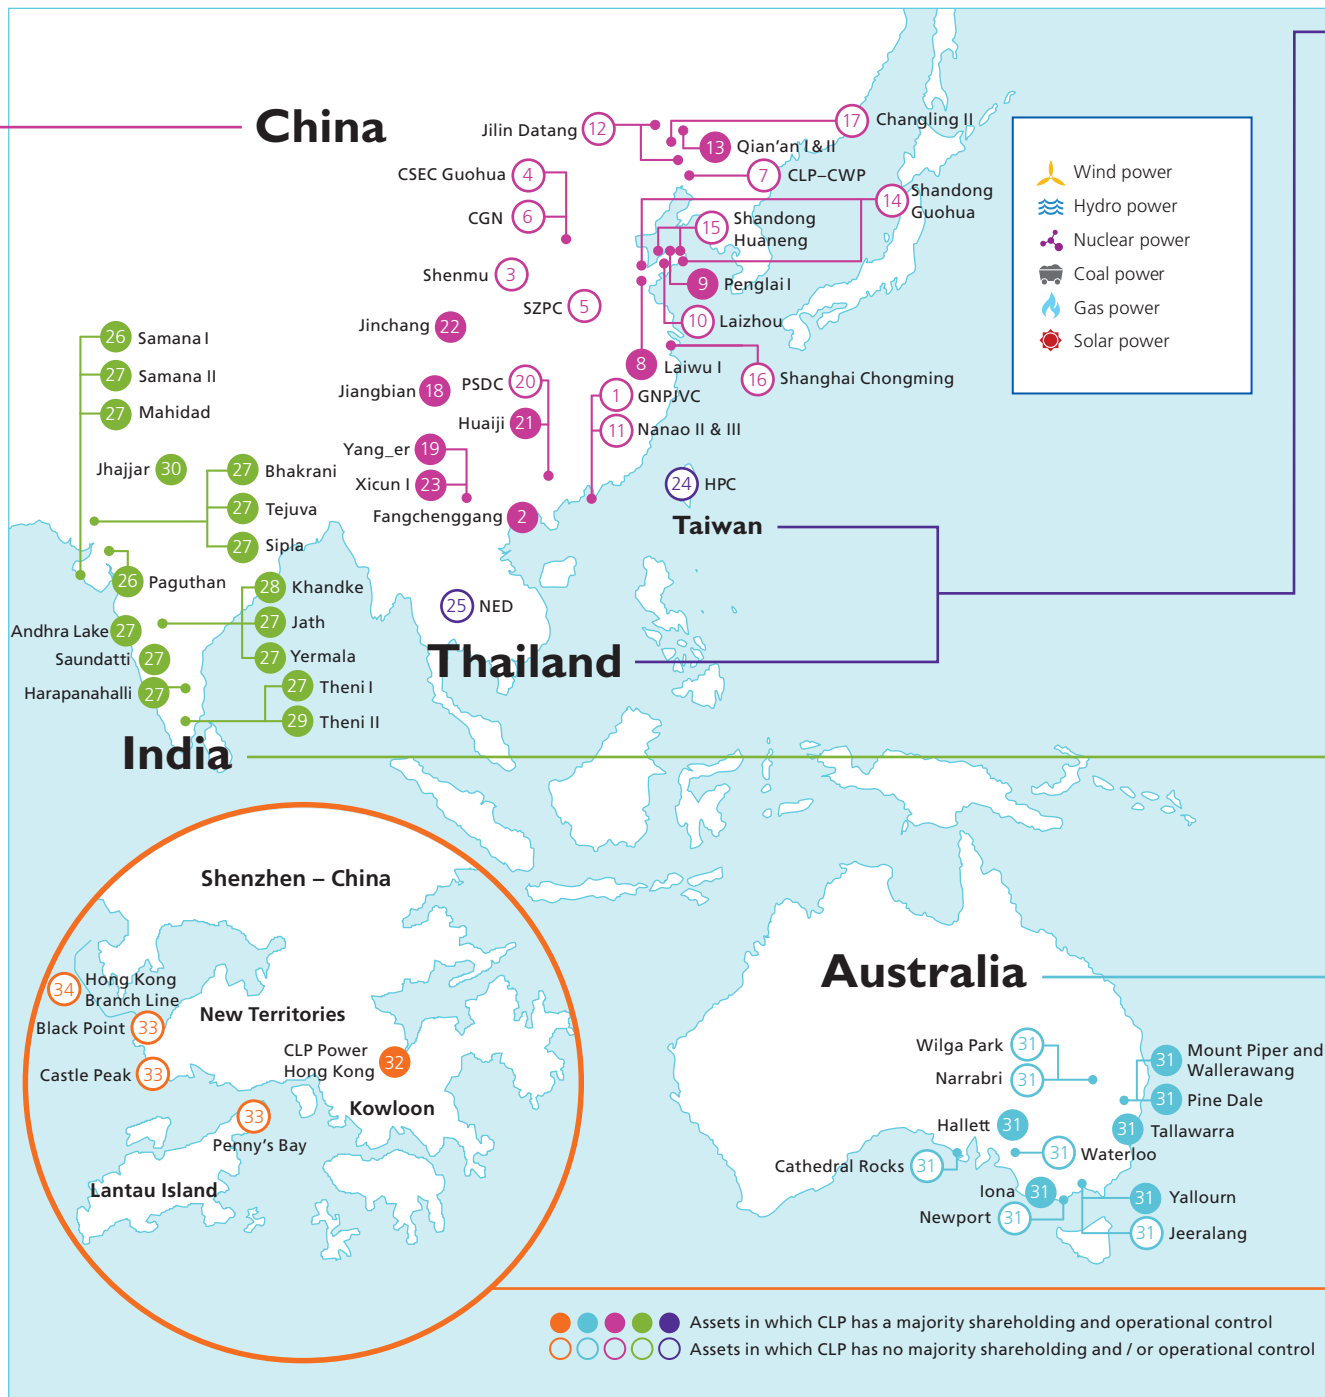 China
Jilin Datang 12
17 Changling II
13 Qian'an I & II
CSEC Guohua 4
7 CLP–CWP
14 Shandong
Guohua
CGN 6
15 Shandong
Huaneng
Shenmu 3
9 Penglai I
SZPC 5
10 Laizhou
Jinchang 22
8 Laiwu I
16 Shanghai Chongming
Jiangbian 18
PSDC 20
1 GNPJVC
Huaiji 21
11 Nanao II & III
Yang_er 19
Xicun I 23
24 HPC
Fangchenggang 2
Taiwan
26 Samana I
27 Samana II
27 Mahidad
Jhajjar 30
27 Bhakrani
27 Tejuva
27 Sipla
26 Paguthan
28 Khandke
25 NED
Andhra Lake 27
27 Jath
Saundatti 27
27 Yermala
Thailand
Harapanahalli 27
27 Theni I
29 Theni II
India
Wind power
Hydro power
Nuclear power
Coal power
Gas power
Solar power
Shenzhen – China
34 Hong Kong
Branch Line
New Territories
Black Point 33
CLP Power
Hong Kong 32
Castle Peak 33
Kowloon
33
Penny's Bay
Lantau Island
Australia
Wilga Park 31
31 Mount Piper and
Wallerawang
Narrabri 31
31 Pine Dale
Hallett 31
31 Tallawarra
31 Waterloo
Cathedral Rocks 31
Iona 31
31 Yallourn
Newport 31
31 Jeeralang
Assets in which CLP has a majority shareholding and operational control
Assets in which CLP has no majority shareholding and / or operational control